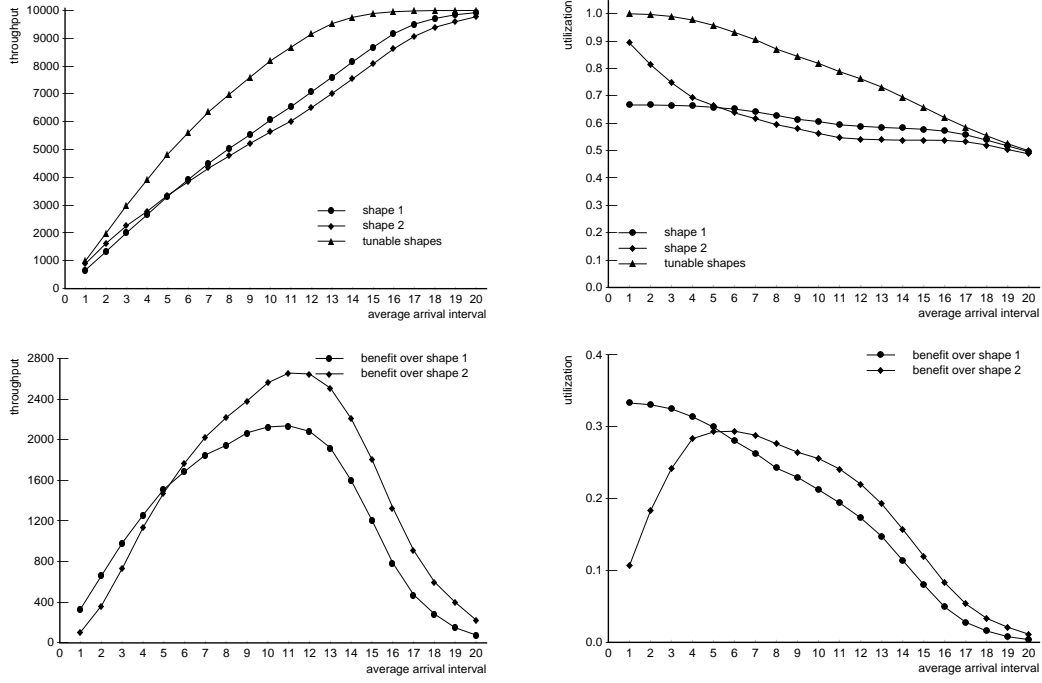 throughput
10000
9000
8000
7000
6000
5000
4000
3000
2000
1000
0
shape 1
shape 2
tunable shapes
0 1 2 3 4 5 6 7 8 9 10 11 12 13 14 15 16 17 18 19 20
average arrival interval
utilization
1.0
0.9
0.8
0.7
0.6
0.5
0.4
0.3
0.2
0.1
0.0
shape 1
shape 2
tunable shapes
0 1 2 3 4 5 6 7 8 9 10 11 12 13 14 15 16 17 18 19 20
average arrival interval
throughput
2800
2400
2000
1600
1200
800
400
0
benefit over shape 1
benefit over shape 2
0 1 2 3 4 5 6 7 8 9 10 11 12 13 14 15 16 17 18 19 20
average arrival interval
utilization
0.4
0.3
0.2
0.1
0.0
benefit over shape 1
benefit over shape 2
0 1 2 3 4 5 6 7 8 9 10 11 12 13 14 15 16 17 18 19 20
average arrival interval